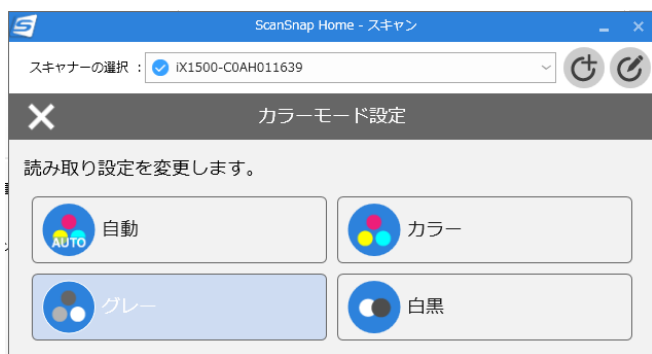 ScanSnap Home - スキャン
スキャナーの選択 : iX1500-C0AH011639
カラーモード設定
読み取り設定を変更します。
AUTO 自動
カラー
グレー
白黒